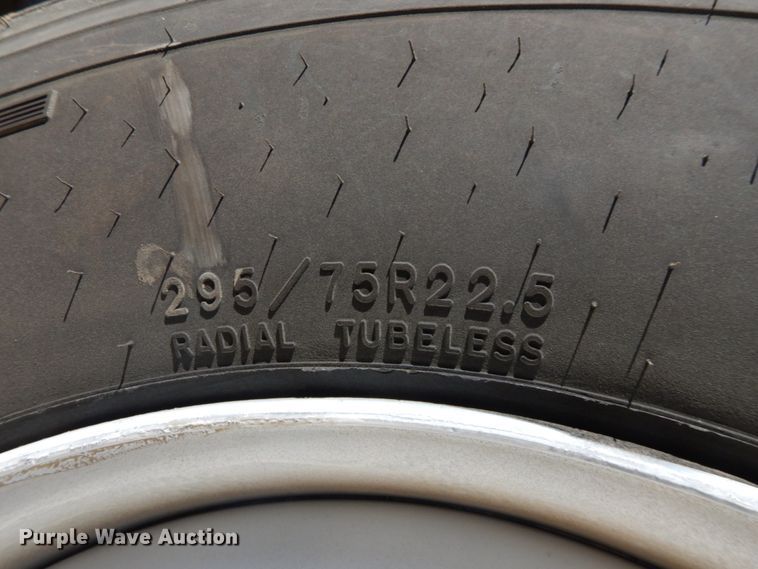 295/75R22.5
RADIAL TUBELESS
Purple Wave Auction